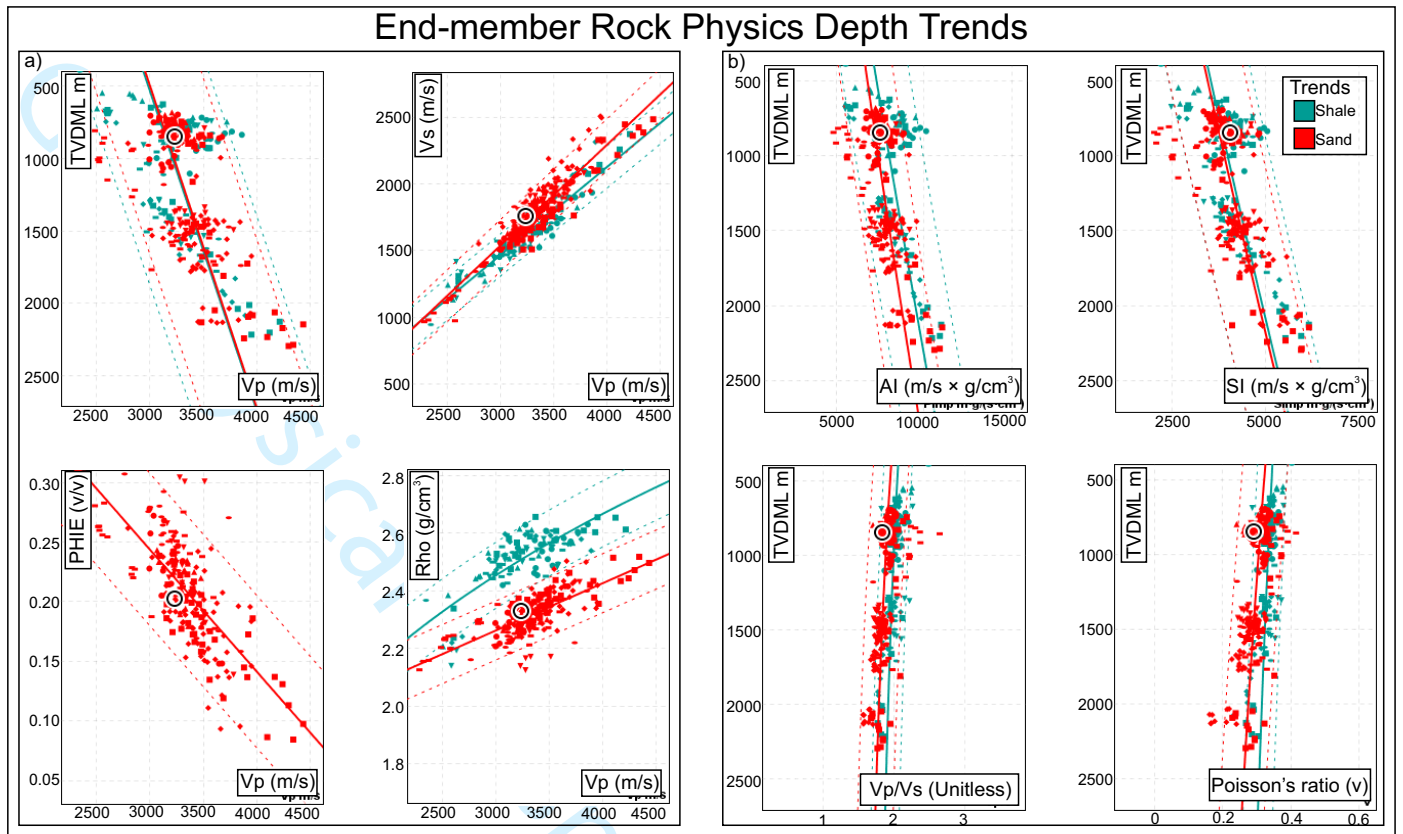 End-member Rock Physics Depth Trends
a)
TVDML m
500
1000
1500
2000
2500
Vp (m/s)
2500 3000 3500 4000 4500
Vs (m/s)
2500
2000
1500
1000
500
Vp (m/s)
2500 3000 3500 4000 4500
PHIE (v/v)
0.30
0.25
0.20
0.15
0.10
0.05
Vp (m/s)
2500 3000 3500 4000 4500
Rho (g/cm³)
2.8
2.6
2.4
2.2
2.0
1.8
Vp (m/s)
2500 3000 3500 4000 4500
b)
TVDML m
500
1000
1500
2000
2500
AI (m/s × g/cm³)
5000 10000 15000
TVDML m
500
1000
1500
2000
2500
Trends
Shale
Sand
SI (m/s × g/cm³)
2500 5000 7500
TVDML m
500
1000
1500
2000
2500
Vp/Vs (Unitless)
1 2 3
TVDML m
500
1000
1500
2000
2500
Poisson's ratio (v)
0 0.2 0.4 0.6
sical